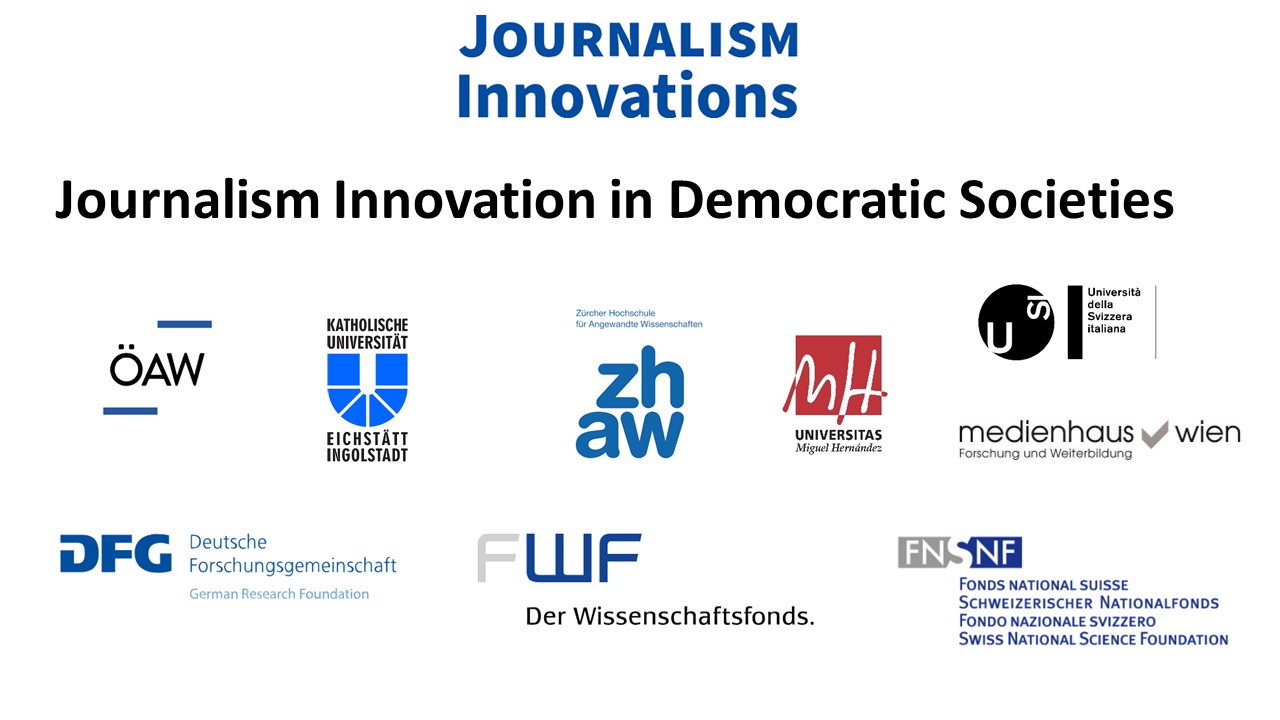 JOURNALISM
Innovations
Journalism Innovation in Democratic Societies
ÖAW
KATHOLISCHE
UNIVERSITÄT
EICHSTÄTT
INGOLSTADT
Zürcher Hochschule
für Angewandte Wissenschaften
zh
aw
MH
UNIVERSITAS
Miguel Hernández
USI
Università
della
Svizzera
italiana
medienhaus wien
Forschung und Weiterbildung
DFG
Deutsche
Forschungsgemeinschaft
German Research Foundation
FWF
Der Wissenschaftsfonds.
FNSNF
FONDS NATIONAL SUISSE
SCHWEIZERISCHER NATIONALFONDS
FONDO NAZIONALE SVIZZERO
SWISS NATIONAL SCIENCE FOUNDATION